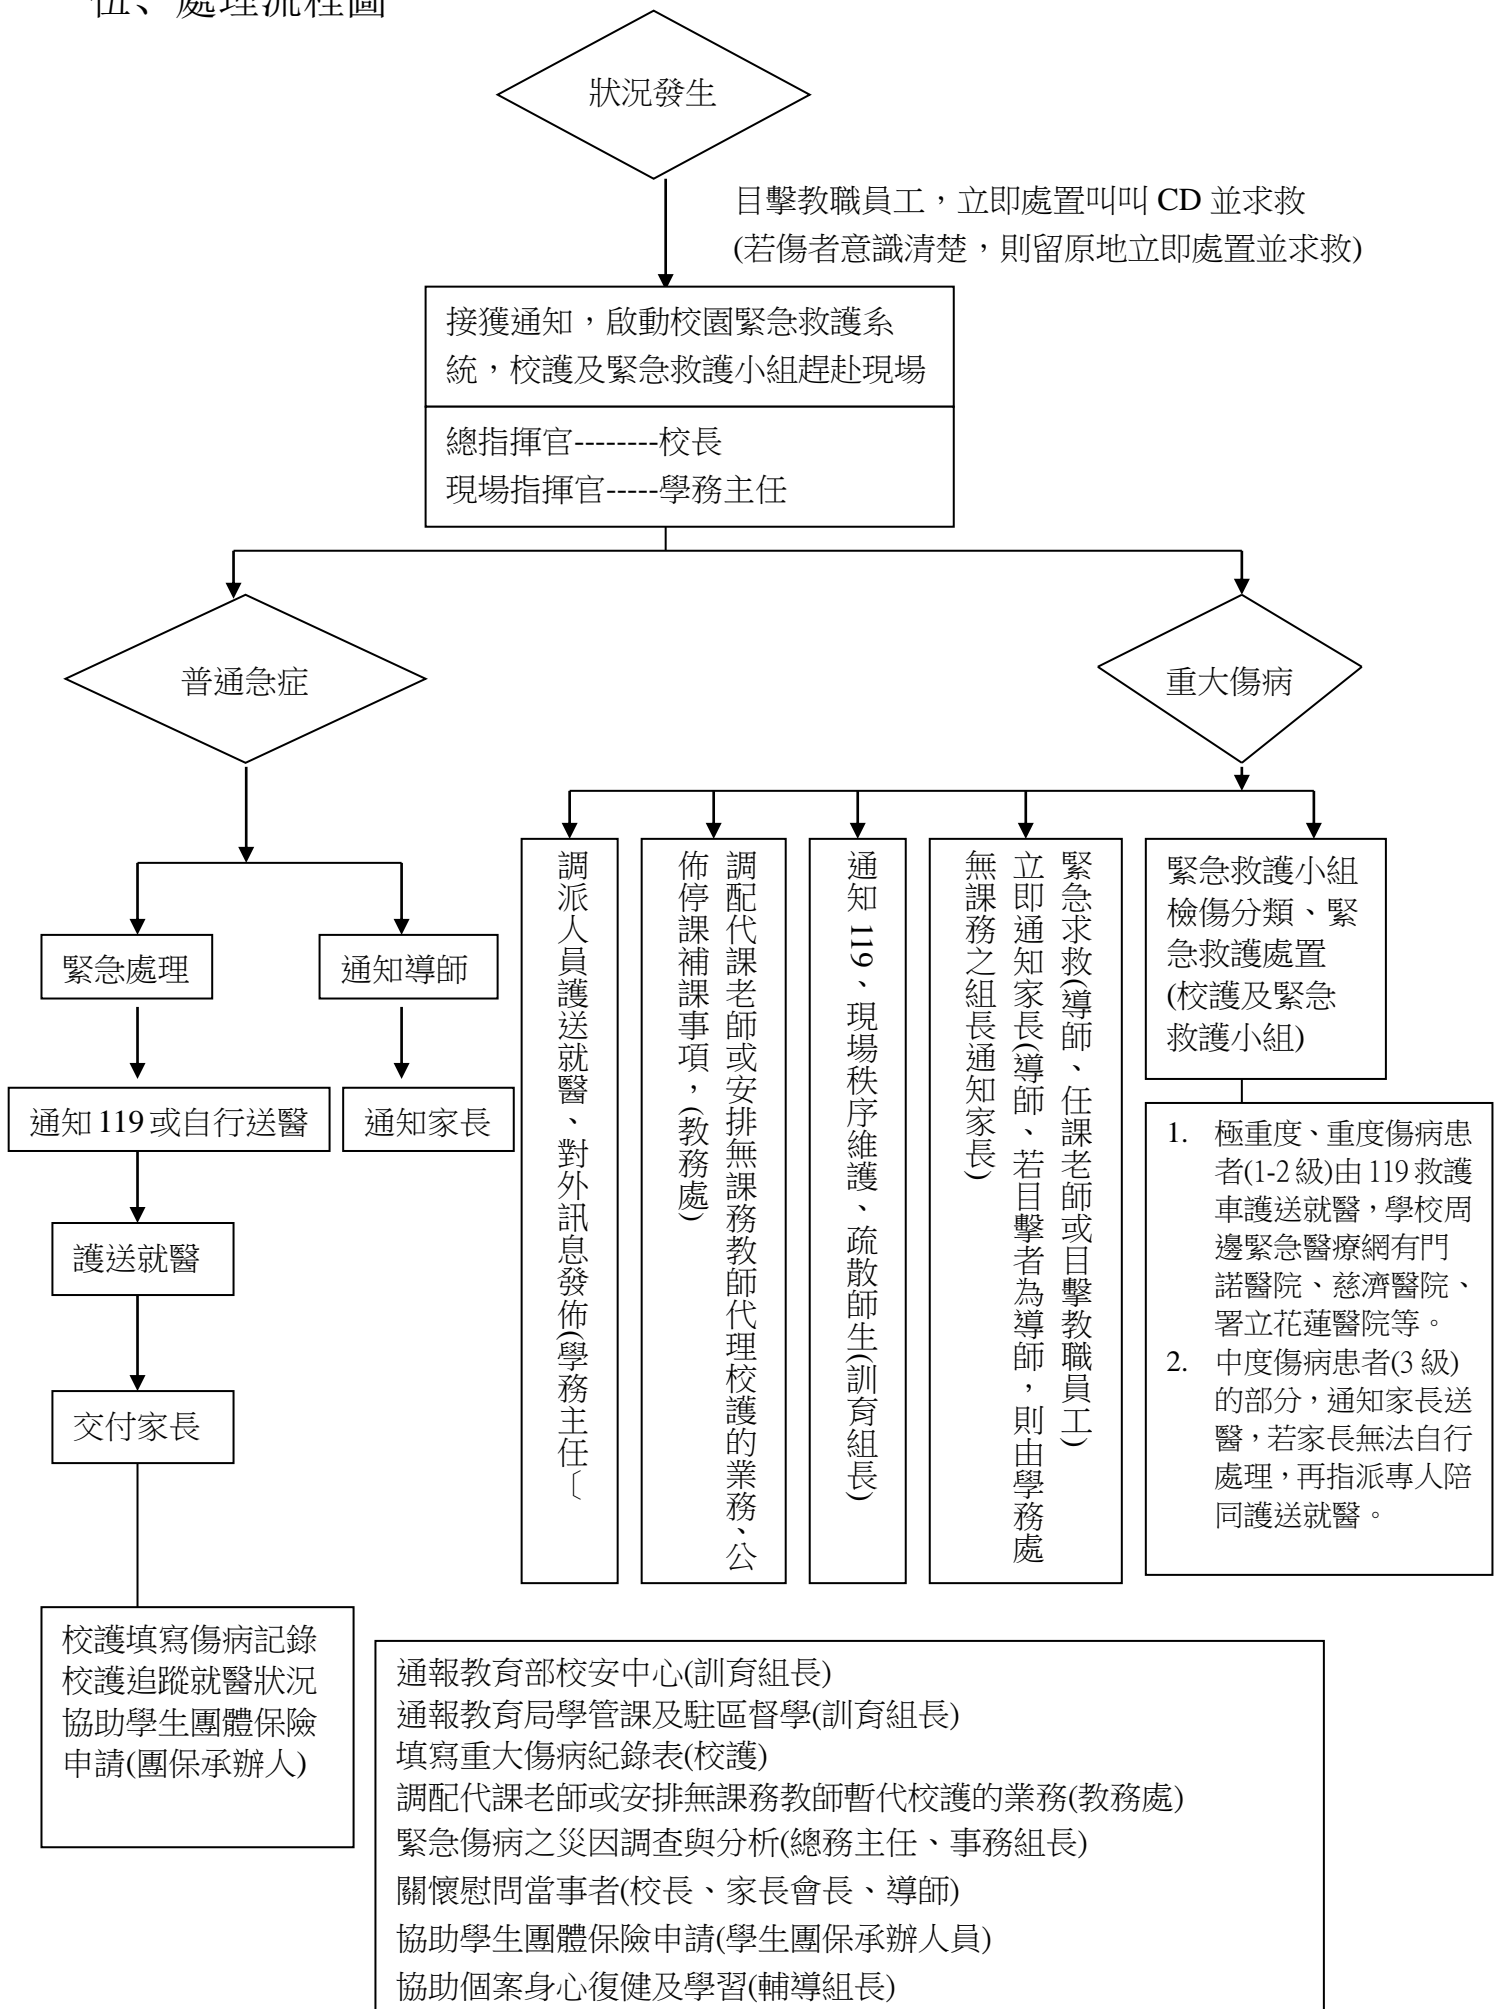 伍、處理流程圖
狀況發生
目擊教職員工，立即處置叫叫 CD 並求救
(若傷者意識清楚，則留原地立即處置並求救)
接獲通知，啟動校園緊急救護系
統，校護及緊急救護小組趕赴現場
總指揮官--------校長
現場指揮官-----學務主任
普通急症
重大傷病
緊急處理
通知導師
通知 119 或自行送醫
通知家長
護送就醫
交付家長
校護填寫傷病記錄
校護追蹤就醫狀況
協助學生團體保險
申請(團保承辦人)
調派人員護送就醫、對外訊息發佈(學務主任〔
調配代課老師或安排無課務教師代理校護的業務、公
佈停課補課事項，(教務處)
通知 119、現場秩序維護、疏散師生(訓育組長)
緊急求救(導師、任課老師或目擊教職員工)
立即通知家長(導師、若目擊者為導師，則由學務處
無課務之組長通知家長)
緊急救護小組
檢傷分類、緊
急救護處置
(校護及緊急
救護小組)
1. 極重度、重度傷病患
者(1-2 級)由 119 救護
車護送就醫，學校周
邊緊急醫療網有門
諾醫院、慈濟醫院、
署立花蓮醫院等。
2. 中度傷病患者(3 級)
的部分，通知家長送
醫，若家長無法自行
處理，再指派專人陪
同護送就醫。
通報教育部校安中心(訓育組長)
通報教育局學管課及駐區督學(訓育組長)
填寫重大傷病紀錄表(校護)
調配代課老師或安排無課務教師暫代校護的業務(教務處)
緊急傷病之災因調查與分析(總務主任、事務組長)
關懷慰問當事者(校長、家長會長、導師)
協助學生團體保險申請(學生團保承辦人員)
協助個案身心復健及學習(輔導組長)